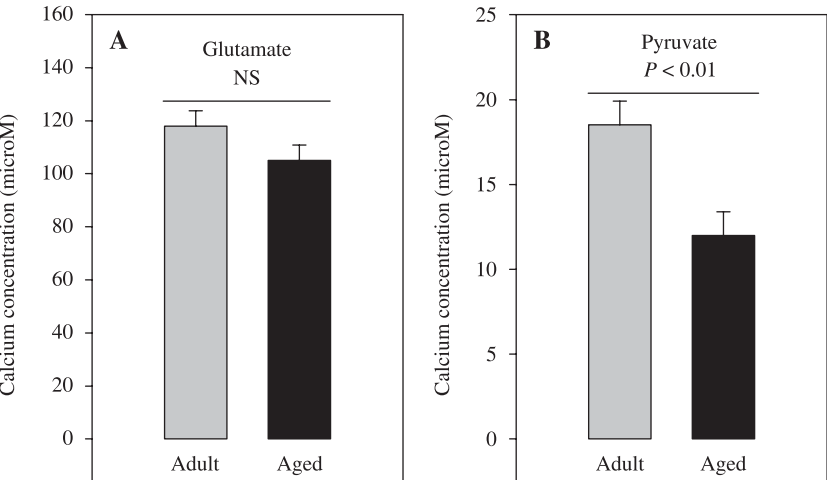 A
Glutamate
NS
Calcium concentration (microM)
160
140
120
100
80
60
40
20
0
Adult Aged
B
Pyruvate
P < 0.01
Calcium concentration (microM)
25
20
15
10
5
0
Adult Aged